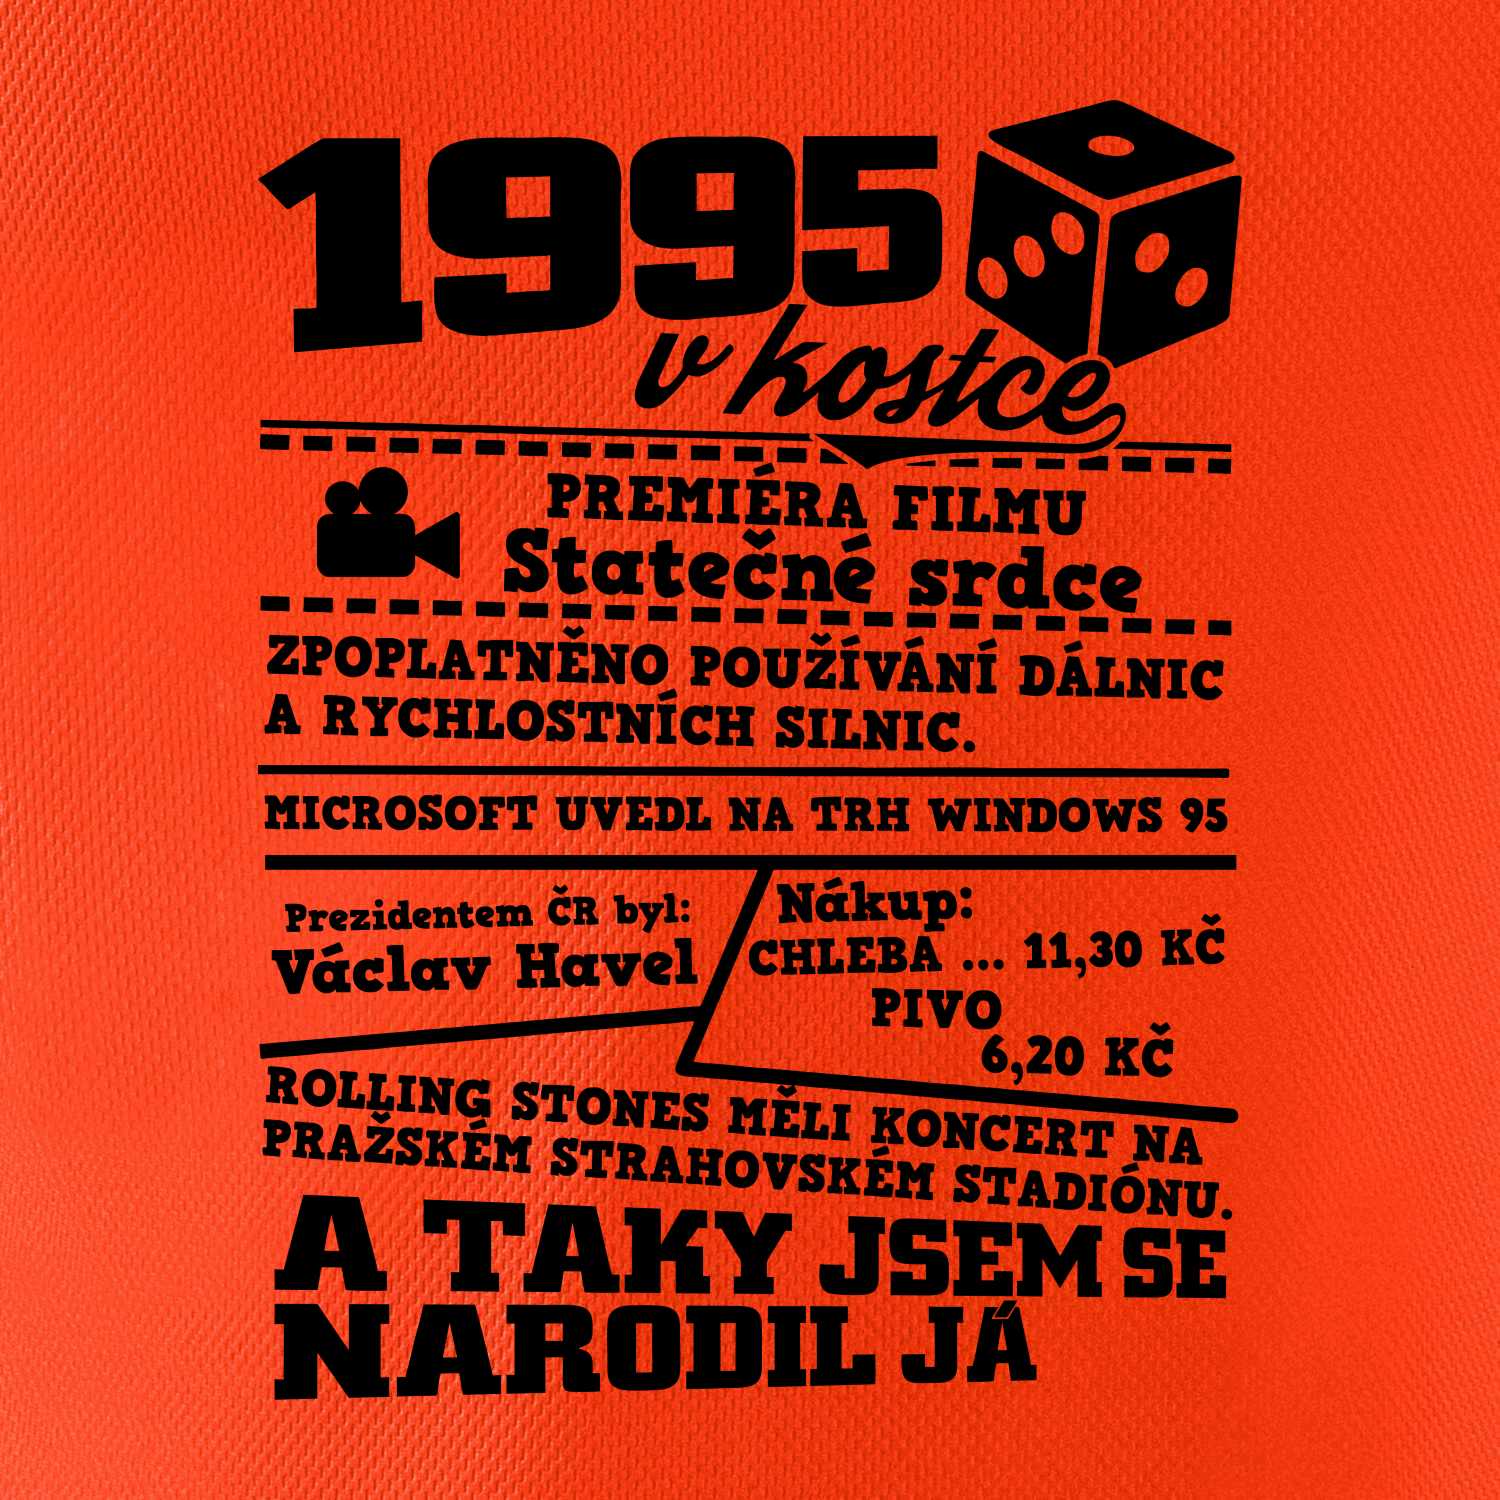 1995
v kostce
PREMIÉRA FILMU
Statečné srdce
ZPOPLATNĚNO POUŽÍVÁNÍ DÁLNIC
A RYCHLOSTNÍCH SILNIC.
MICROSOFT UVEDL NA TRH WINDOWS 95
Prezidentem ČR byl:
Václav Havel
Nákup:
CHLEBA ... 11,30 KČ
PIVO
6,20 KČ
ROLLING STONES MĚLI KONCERT NA
PRAŽSKÉM STRAHOVSKÉM STADIÓNU.
A TAKY JSEM SE
NARODIL JÁ